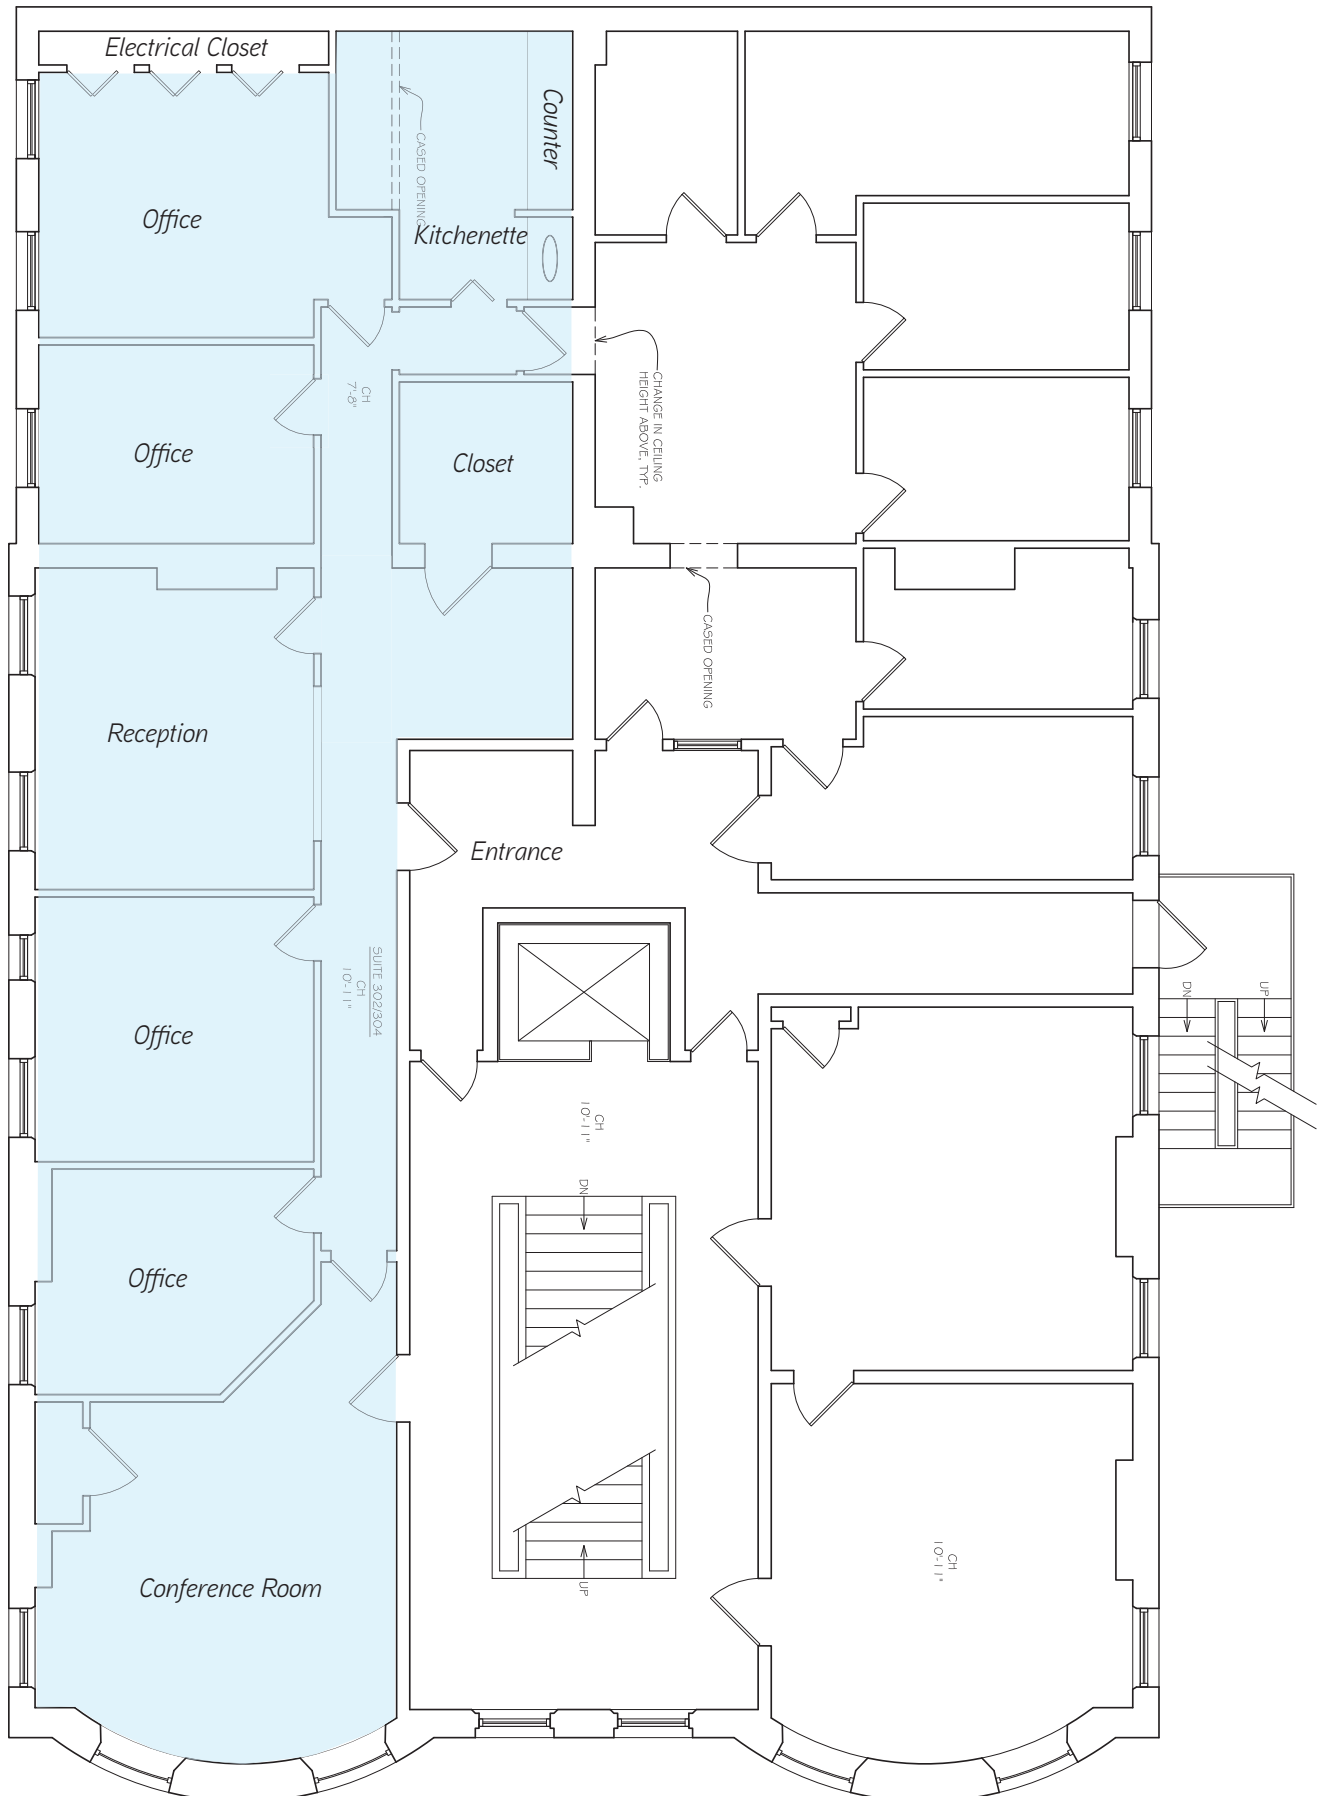 Electrical Closet
Counter
CASED OPENING
Office
Kitchenette
CHANGE IN CEILING
HEIGHT ABOVE, TYP.
CH
7'-8"
Office
Closet
CASED OPENING
Reception
Entrance
SUITE 302/304
CH
10'-11"
DN
UP
Office
CH
10'-11"
DN
Office
CH
10'-11"
UP
Conference Room